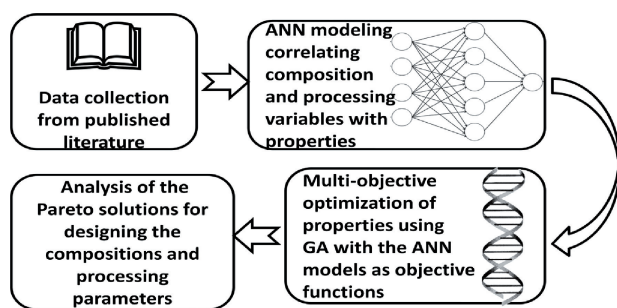 Data collection
from published
literature
ANN modeling
correlating
composition
and processing
variables with
properties
Multi-objective
optimization of
properties using
GA with the ANN
models as objective
functions
Analysis of the
Pareto solutions for
designing the
compositions and
processing
parameters